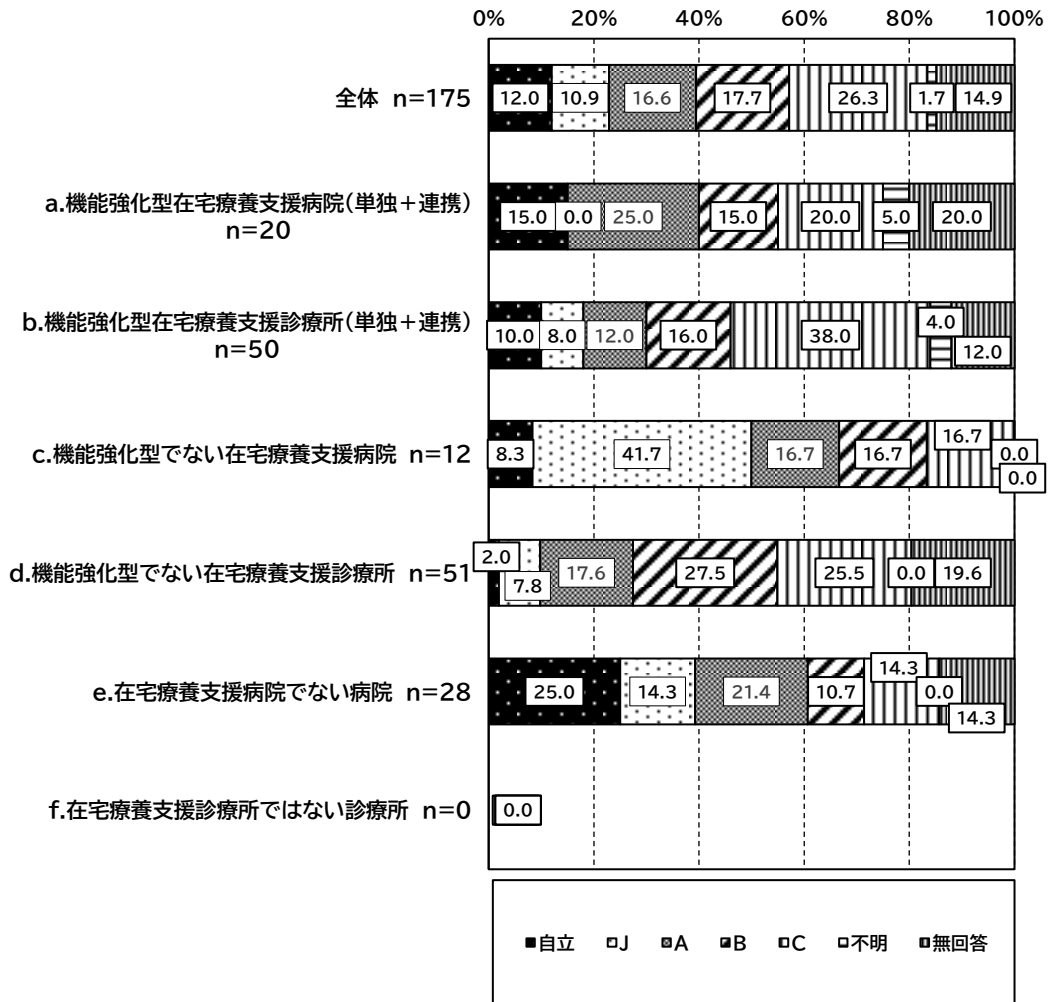 0% 20% 40% 60% 80% 100%
全体 n=175
12.0 10.9 16.6 17.7 26.3 1.7 14.9
a.機能強化型在宅療養支援病院(単独+連携)
n=20
15.0 0.0 25.0 15.0 20.0 5.0 20.0
b.機能強化型在宅療養支援診療所(単独+連携)
n=50
10.0 8.0 12.0 16.0 38.0 4.0 12.0
c.機能強化型でない在宅療養支援病院 n=12
8.3 41.7 16.7 16.7 16.7 0.0 0.0
d.機能強化型でない在宅療養支援診療所 n=51
2.0 7.8 17.6 27.5 25.5 0.0 19.6
e.在宅療養支援病院でない病院 n=28
25.0 14.3 21.4 10.7 14.3 0.0 14.3
f.在宅療養支援診療所ではない診療所 n=0
0.0
自立 J A B C 不明 無回答